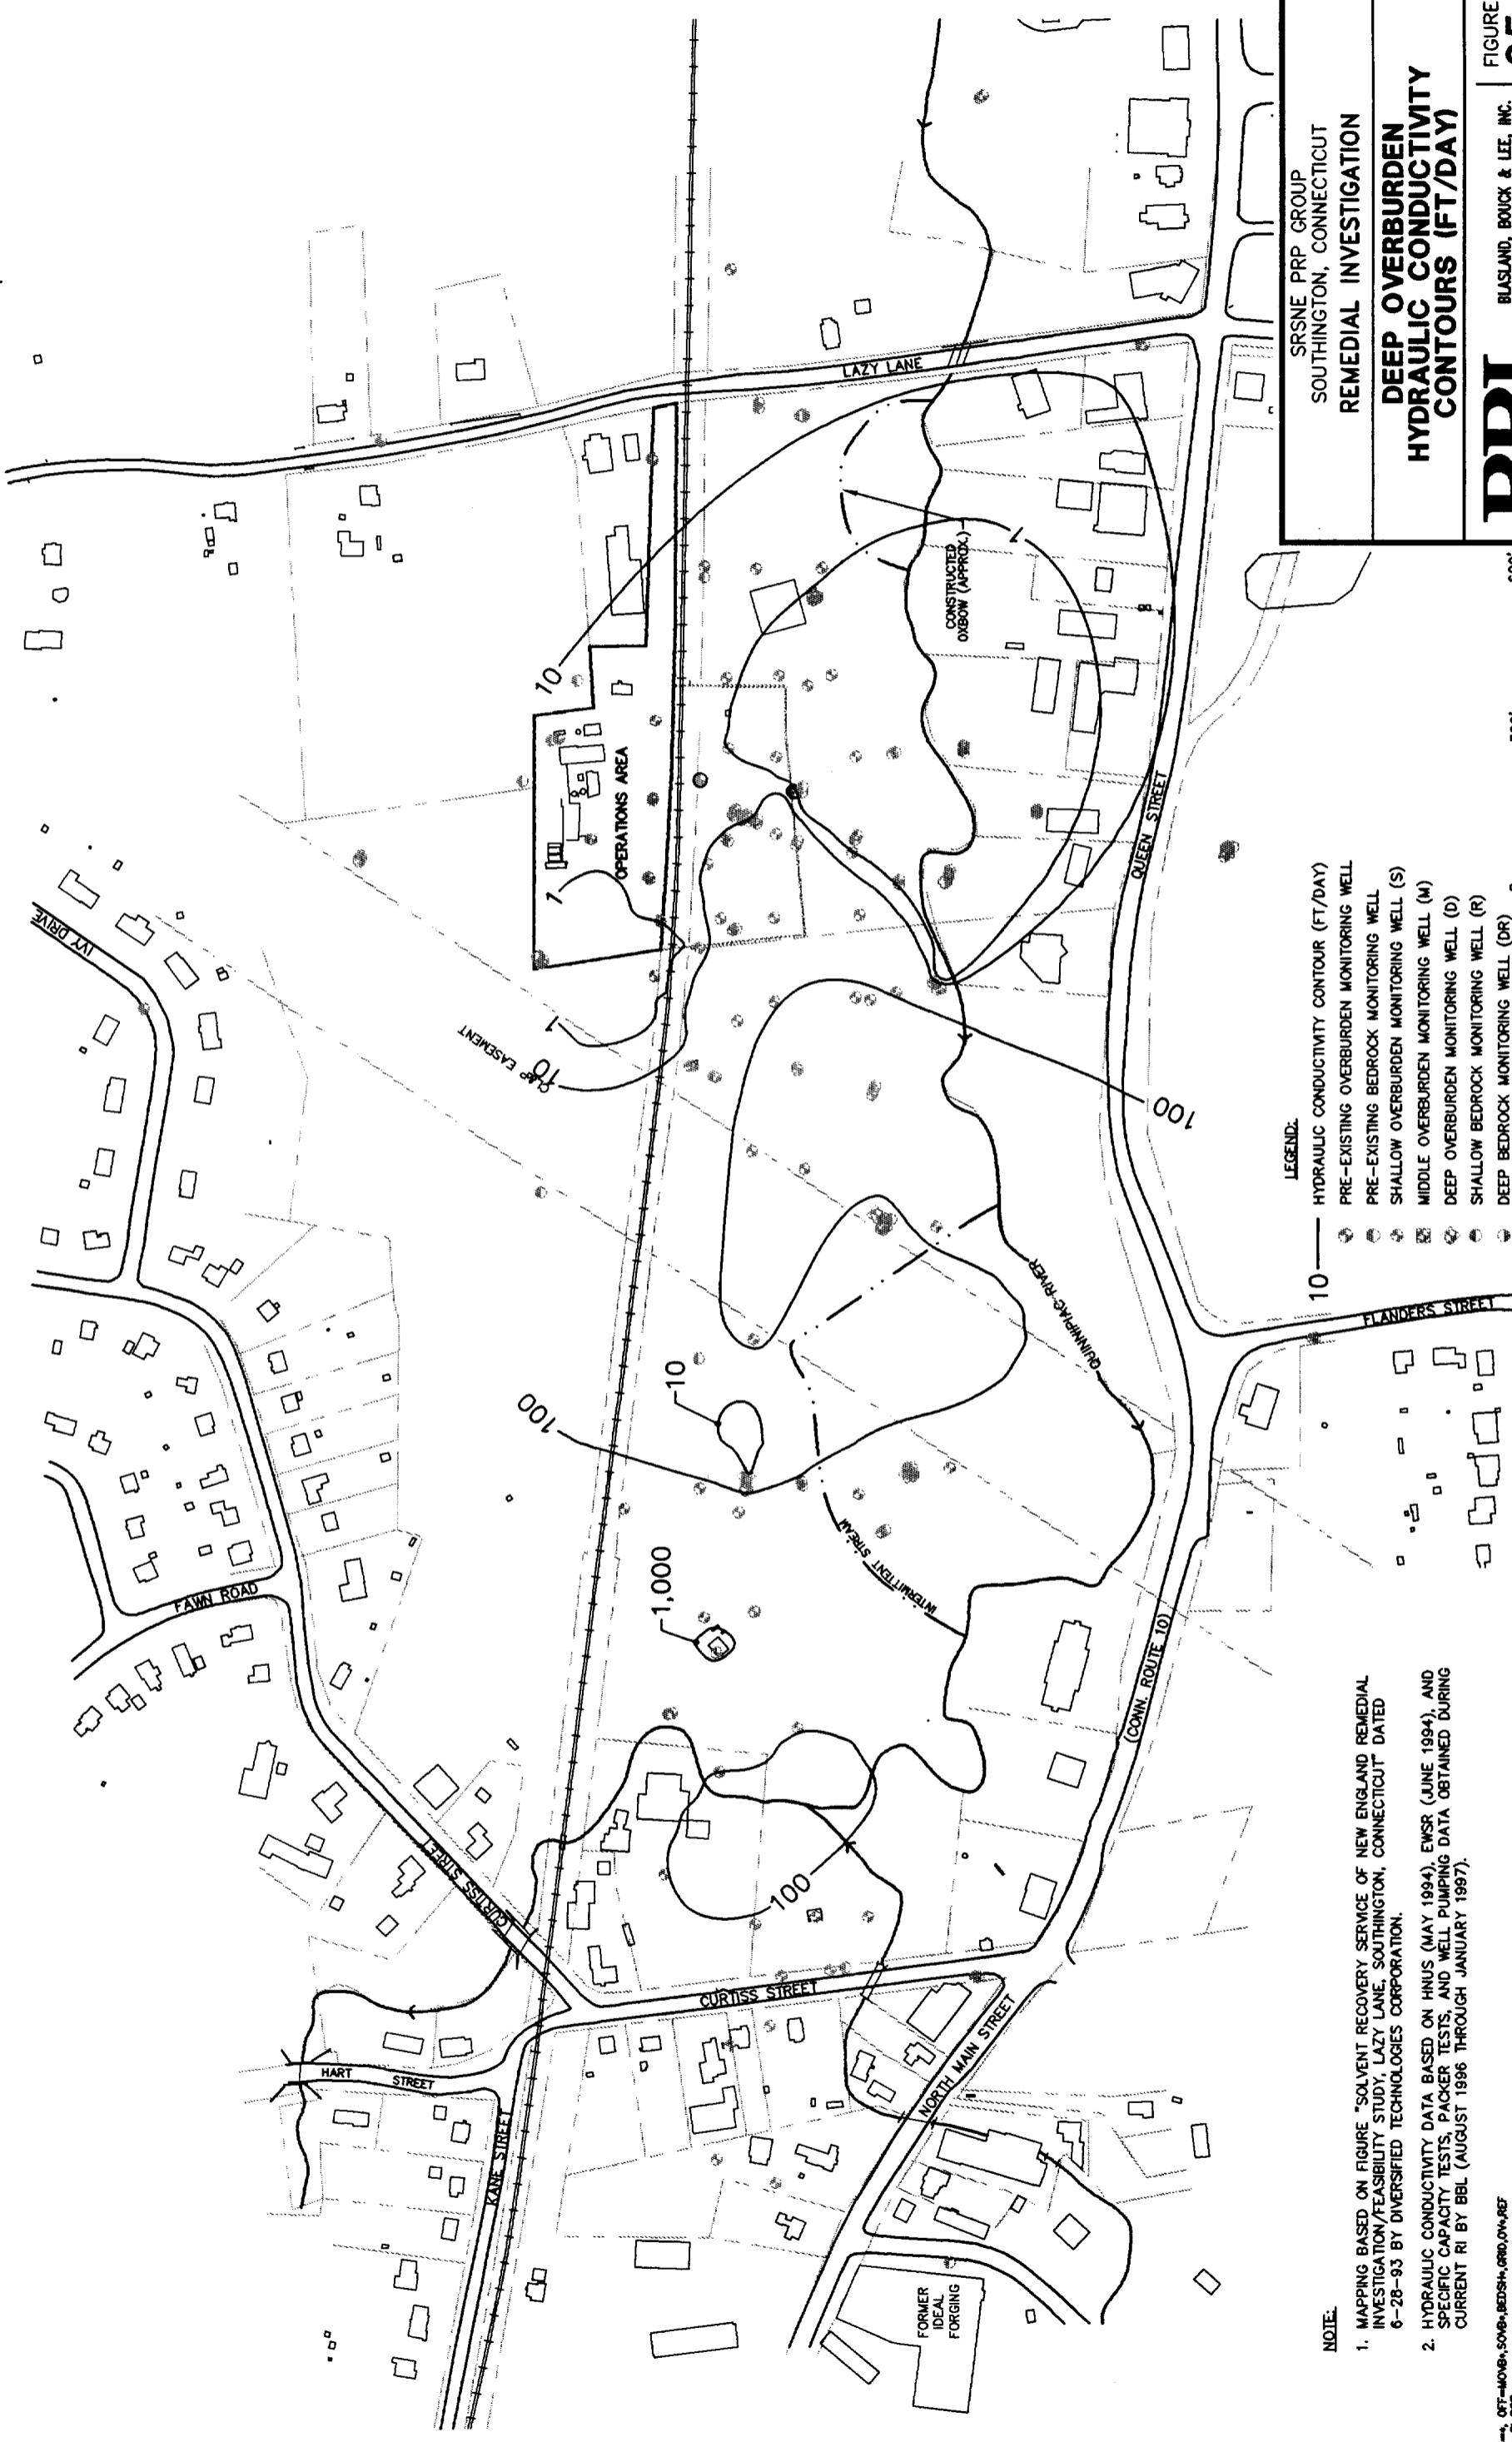 HART
STREET
KANE STREET
CURTISS STREET
FAWN ROAD
IVY DRIVE
CURTISS STREET
NORTH MAIN STREET
FORMER
IDEAL
FORGING
100
1,000
100
10
INTERMITTENT STREAM
(CONN. ROUTE 10)
QUINNIPIAC RIVER
FLANDERS STREET
100
10
1
EASEMENT
1
OPERATIONS AREA
10
LAZY LANE
CONSTRUCTED
OXBOW (APPROX.)
1
QUEEN STREET
NOTE:
1. MAPPING BASED ON FIGURE "SOLVENT RECOVERY SERVICE OF NEW ENGLAND REMEDIAL
INVESTIGATION/FEASIBILITY STUDY, LAZY LANE, SOUTHINGTON, CONNECTICUT DATED
6-28-93 BY DIVERSIFIED TECHNOLOGIES CORPORATION.
2. HYDRAULIC CONDUCTIVITY DATA BASED ON HNUS (MAY 1994), EWSR (JUNE 1994), AND
SPECIFIC CAPACITY TESTS, PACKER TESTS, AND WELL PUMPING DATA OBTAINED DURING
CURRENT RI BY BBL (AUGUST 1996 THROUGH JANUARY 1997).
LEGEND:
10 HYDRAULIC CONDUCTIVITY CONTOUR (FT/DAY)
PRE-EXISTING OVERBURDEN MONITORING WELL
PRE-EXISTING BEDROCK MONITORING WELL
SHALLOW OVERBURDEN MONITORING WELL (S)
MIDDLE OVERBURDEN MONITORING WELL (M)
DEEP OVERBURDEN MONITORING WELL (D)
SHALLOW BEDROCK MONITORING WELL (R)
DEEP BEDROCK MONITORING WELL (DR)
SRSNE PRP GROUP
SOUTHINGTON, CONNECTICUT
REMEDIAL INVESTIGATION
DEEP OVERBURDEN
HYDRAULIC CONDUCTIVITY
CONTOURS (FT/DAY)
BLASLAND, BOUCK & LEE, INC.
FIGURE